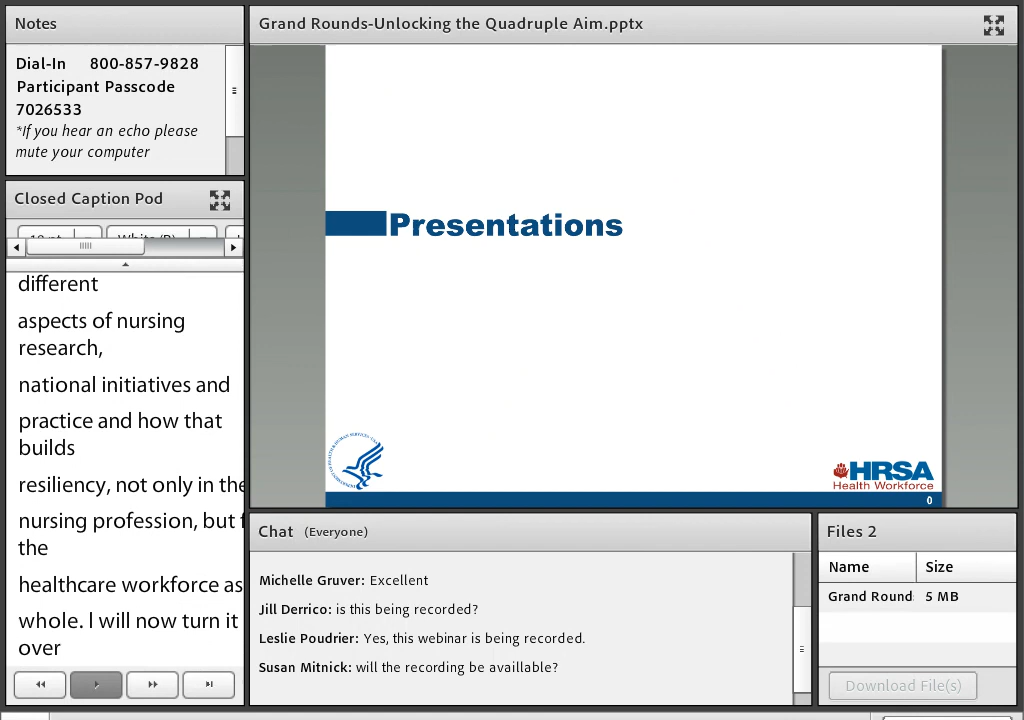 Notes
Dial-In 800-857-9828
Participant Passcode
7026533
*If you hear an echo please
mute your computer
Closed Caption Pod
different
aspects of nursing
research,
national initiatives and
practice and how that
builds
resiliency, not only in the
nursing profession, but
the
healthcare workforce as
whole. I will now turn it
over
Grand Rounds-Unlocking the Quadruple Aim.pptx
Presentations
HRSA
Health Workforce
0
Chat (Everyone)
Michelle Gruver: Excellent
Jill Derrico: is this being recorded?
Leslie Poudrier: Yes, this webinar is being recorded.
Susan Mitnick: will the recording be availlable?
Files 2
Name Size
Grand Round 5 MB
Download File(s)